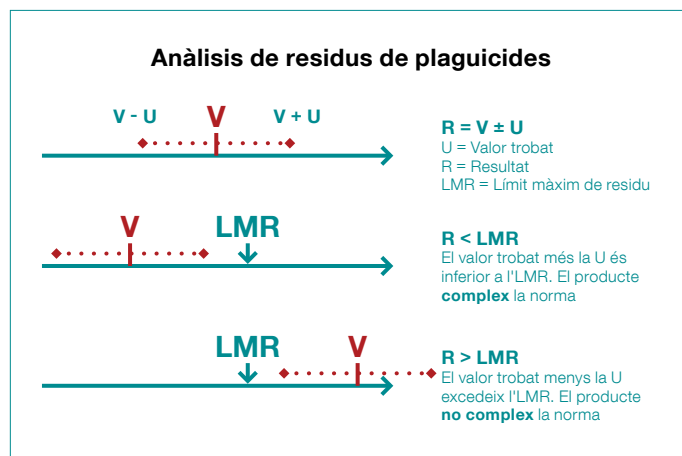 Anàlisis de residus de plaguicides
V - U
V
V + U
R = V ± U
U = Valor trobat
R = Resultat
LMR = Límit màxim de residu
V
LMR
R < LMR
El valor trobat més la U és
inferior a l'LMR. El producte
complex la norma
LMR
V
R > LMR
El valor trobat menys la U
excedeix l'LMR. El producte
no complex la norma